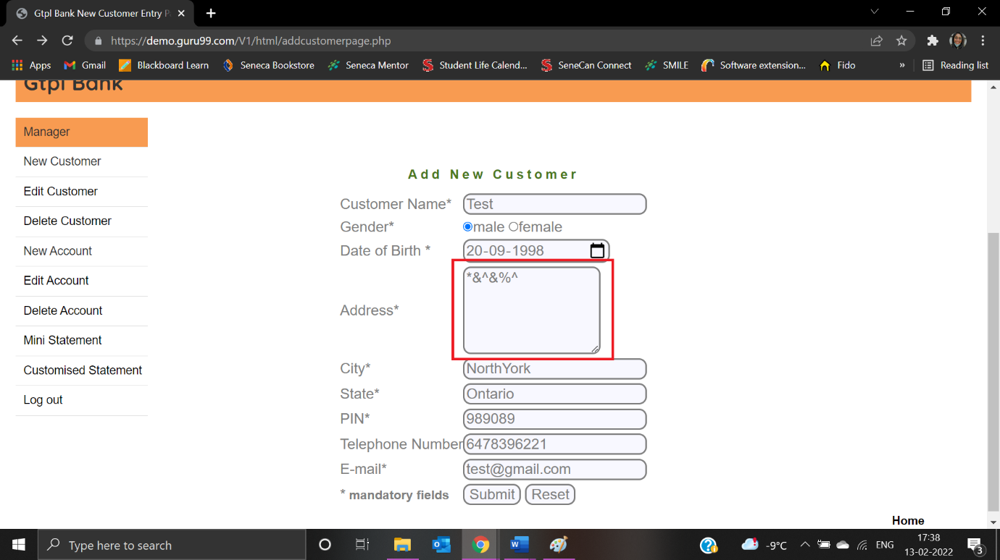 Gtpl Bank New Customer Entry P
https://demo.guru99.com/V1/html/addcustomerpage.php
Apps Gmail Blackboard Learn Seneca Bookstore Seneca Mentor Student Life Calend... SeneCan Connect SMILE Software extension... Fido » Reading list
Gtpl Bank
Manager
New Customer
Edit Customer
Delete Customer
New Account
Edit Account
Delete Account
Mini Statement
Customised Statement
Log out
Add New Customer
Customer Name* Test
Gender* male female
Date of Birth * 20-09-1998
Address* *&^&%^
City* NorthYork
State* Ontario
PIN* 989089
Telephone Number 6478396221
E-mail* test@gmail.com
* mandatory fields Submit Reset
Home
Type here to search -9°C ENG 17:38
13-02-2022 3